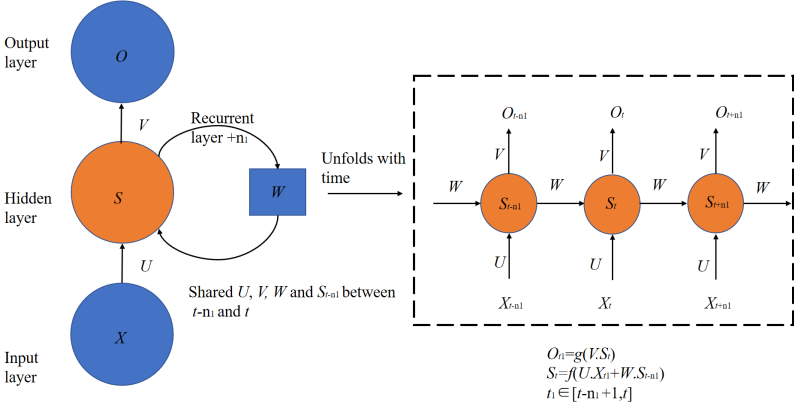 Output
layer
O
V
Recurrent
layer +n₁
Hidden
layer
S
W
U
Shared U, V, W and Sₜ₋ₙ₁ between
t-n₁ and t
Input
layer
X
Unfolds with
time
Oₜ₋ₙ₁ Oₜ Oₜ₊ₙ₁
V V V
W W W W
Sₜ₋ₙ₁ Sₜ Sₜ₊ₙ₁
U U U
Xₜ₋ₙ₁ Xₜ Xₜ₊ₙ₁
Oₜ₁=g(V.Sₜ)
Sₜ=f(U.Xₜ₁+W.Sₜ₋ₙ₁)
t₁∈[t-n₁+1,t]